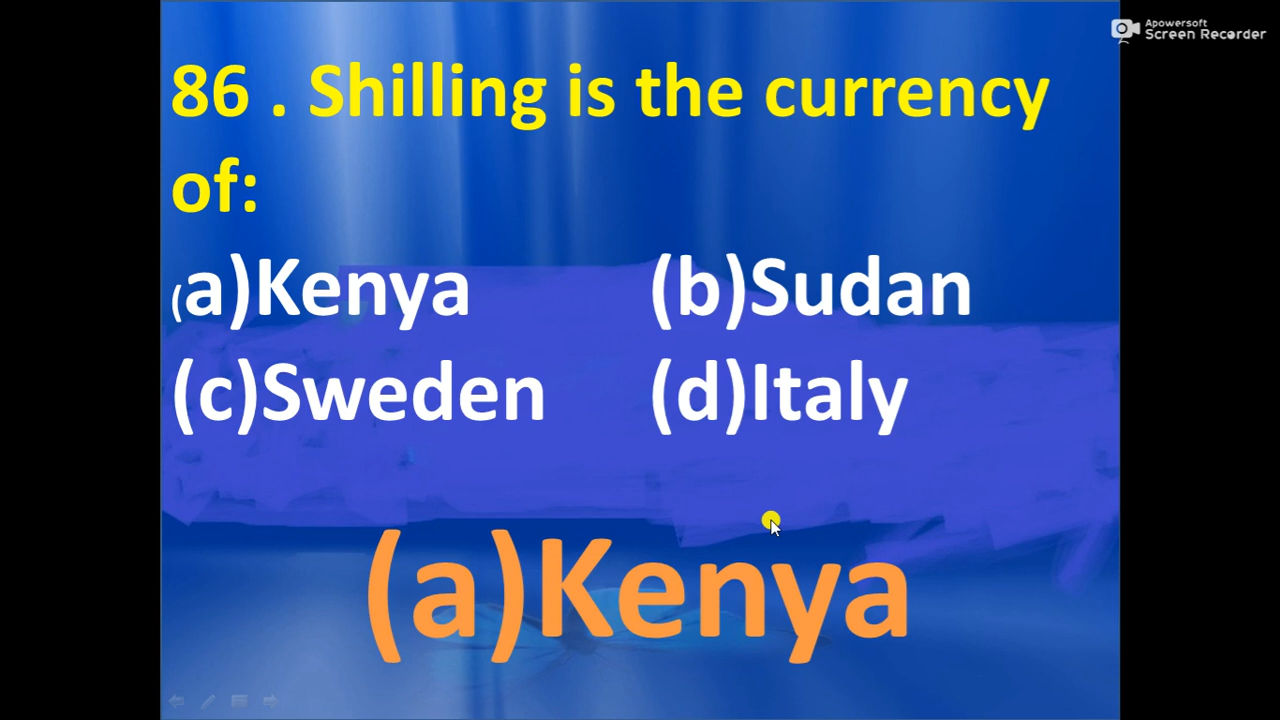 Apowersoft
Screen Recorder
86 . Shilling is the currency
of:
(a)Kenya (b)Sudan
(c)Sweden (d)Italy
(a)Kenya